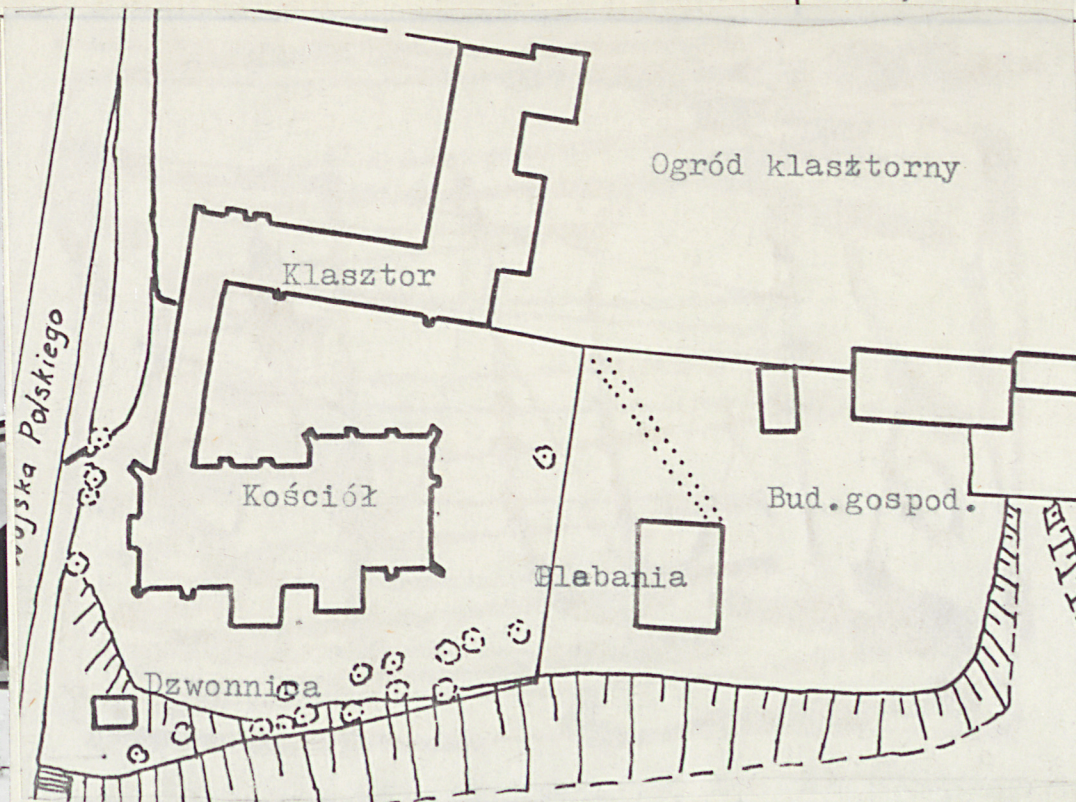 Ogród klasztorny
Klasztor
Wojska Polskiego
Kościół
Bud.gospod.
Plebania
Dzwonnica